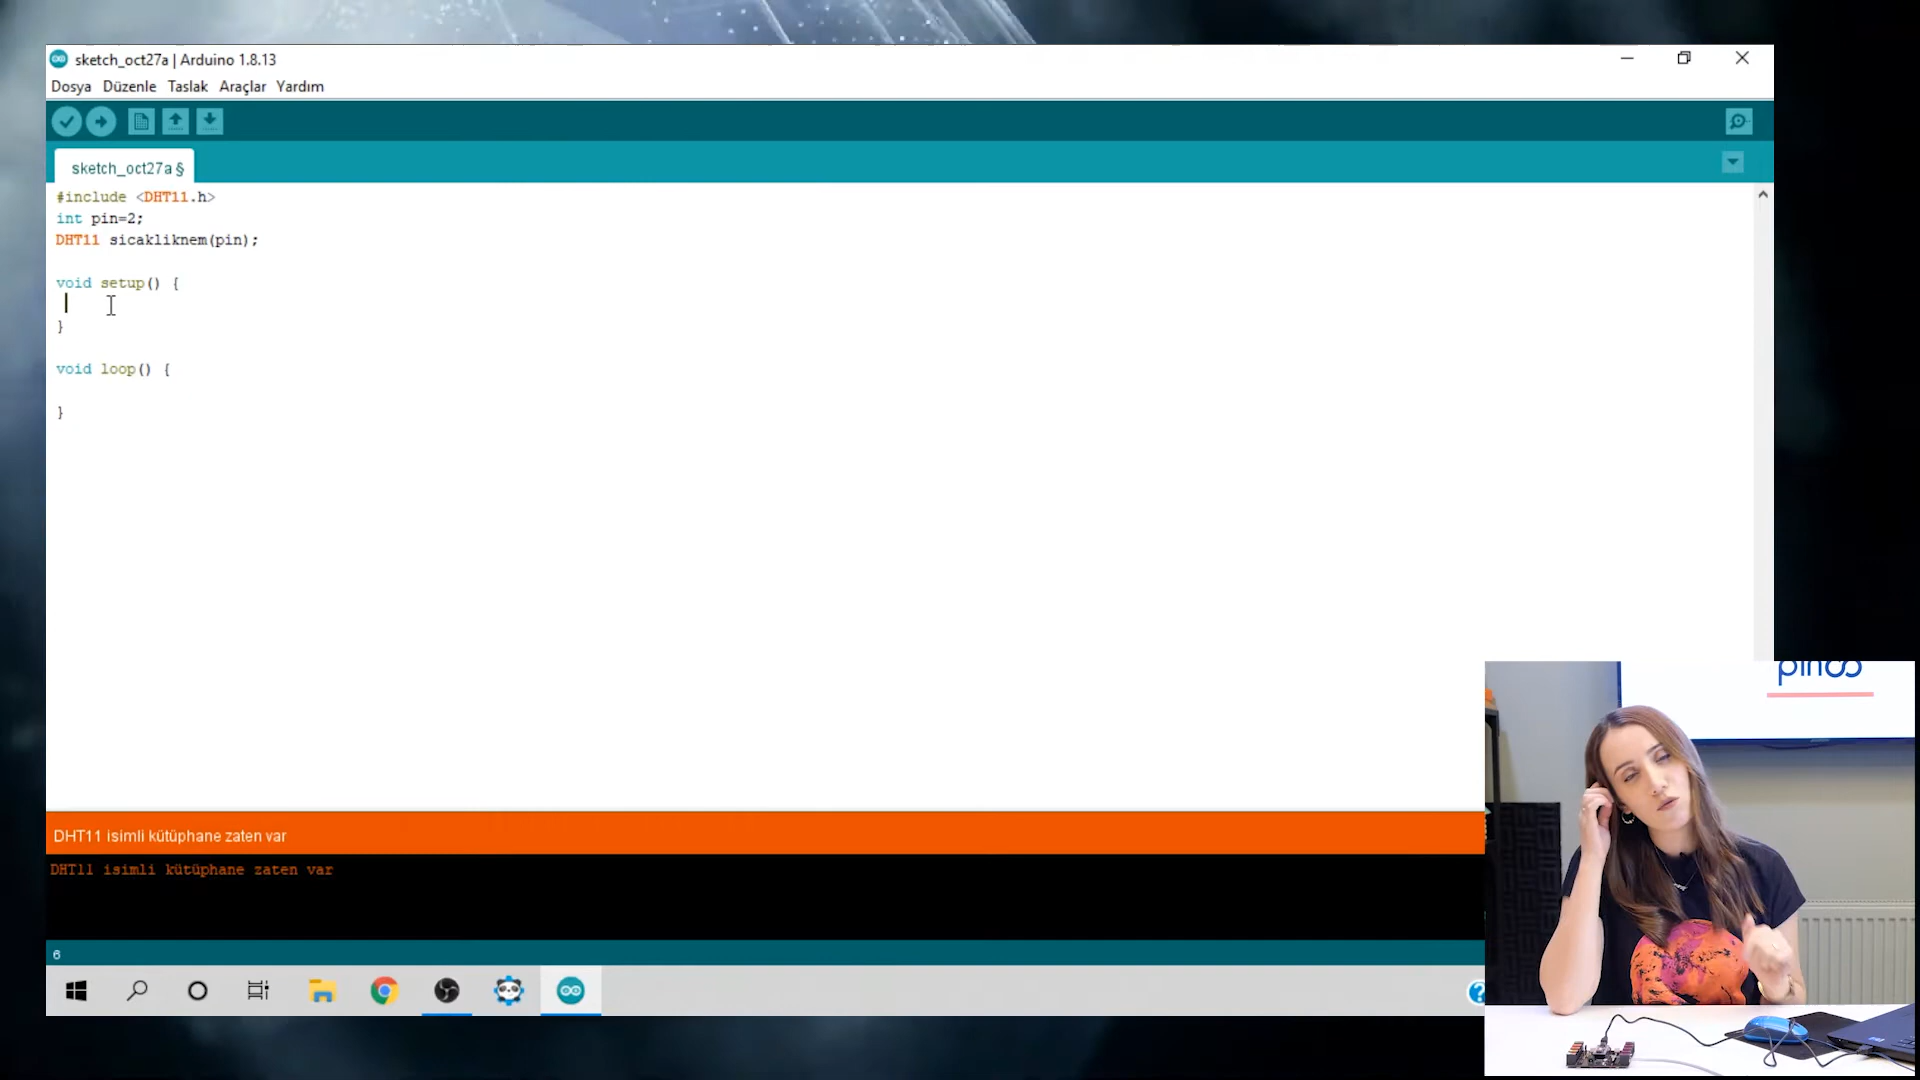 sketch_oct27a | Arduino 1.8.13
Dosya Düzenle Taslak Araçlar Yardım
sketch_oct27a §
#include <DHT11.h>
int pin=2;
DHT11 sicakliknem(pin);
void setup() {
}
void loop() {
}
DHT11 isimli kütüphane zaten var
DHT11 isimli kütüphane zaten var
6